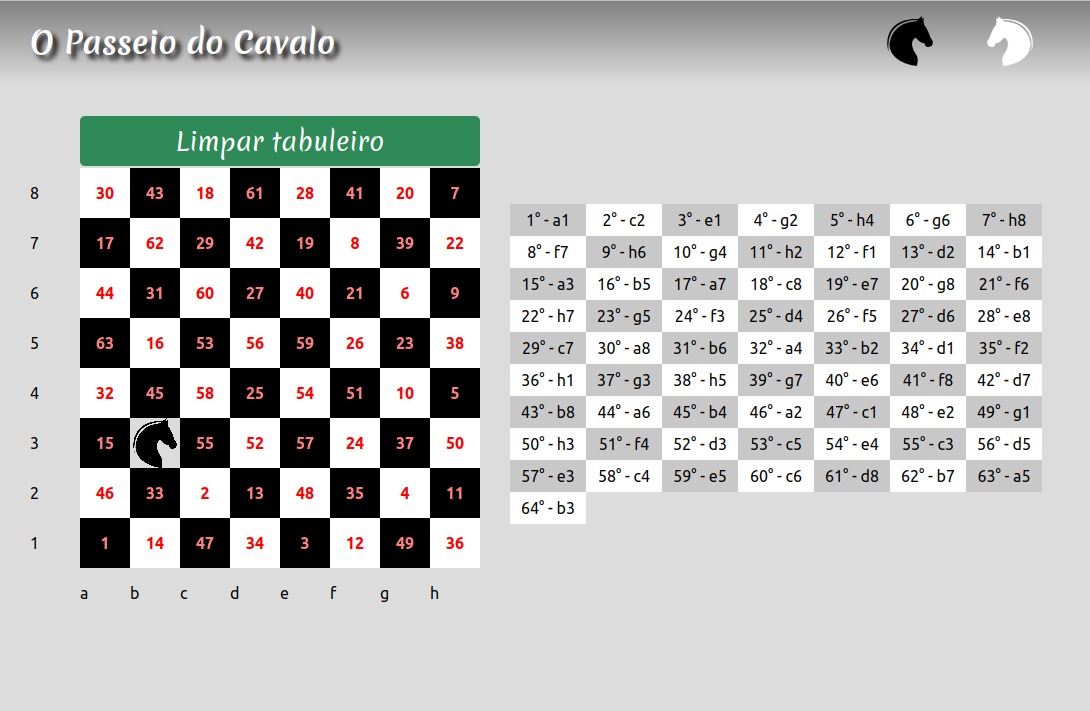 O Passeio do Cavalo
Limpar tabuleiro
8 30 43 18 61 28 41 20 7
7 17 62 29 42 19 8 39 22
6 44 31 60 27 40 21 6 9
5 63 16 53 56 59 26 23 38
4 32 45 58 25 54 51 10 5
3 15 55 52 57 24 37 50
2 46 33 2 13 48 35 4 11
1 1 14 47 34 3 12 49 36
a b c d e f g h
1° - a1 2° - c2 3° - e1 4° - g2 5° - h4 6° - g6 7° - h8
8° - f7 9° - h6 10° - g4 11° - h2 12° - f1 13° - d2 14° - b1
15° - a3 16° - b5 17° - a7 18° - c8 19° - e7 20° - g8 21° - f6
22° - h7 23° - g5 24° - f3 25° - d4 26° - f5 27° - d6 28° - e8
29° - c7 30° - a8 31° - b6 32° - a4 33° - b2 34° - d1 35° - f2
36° - h1 37° - g3 38° - h5 39° - g7 40° - e6 41° - f8 42° - d7
43° - b8 44° - a6 45° - b4 46° - a2 47° - c1 48° - e2 49° - g1
50° - h3 51° - f4 52° - d3 53° - c5 54° - e4 55° - c3 56° - d5
57° - e3 58° - c4 59° - e5 60° - c6 61° - d8 62° - b7 63° - a5
64° - b3